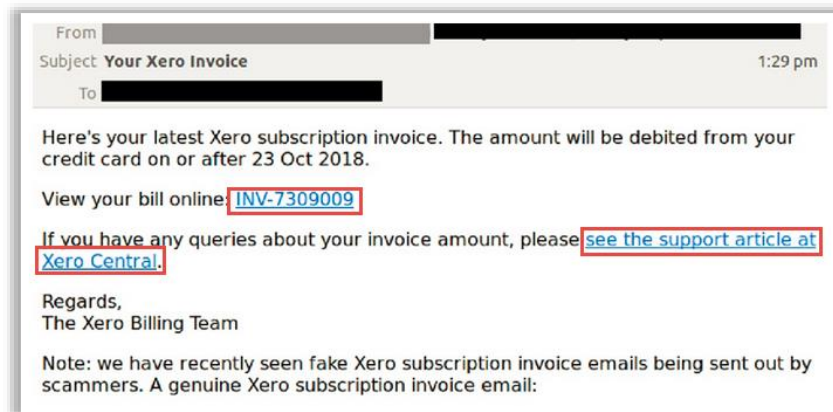 From
Subject Your Xero Invoice 1:29 pm
To
Here's your latest Xero subscription invoice. The amount will be debited from your
credit card on or after 23 Oct 2018.
View your bill online: INV-7309009
If you have any queries about your invoice amount, please see the support article at
Xero Central.
Regards,
The Xero Billing Team
Note: we have recently seen fake Xero subscription invoice emails being sent out by
scammers. A genuine Xero subscription invoice email: